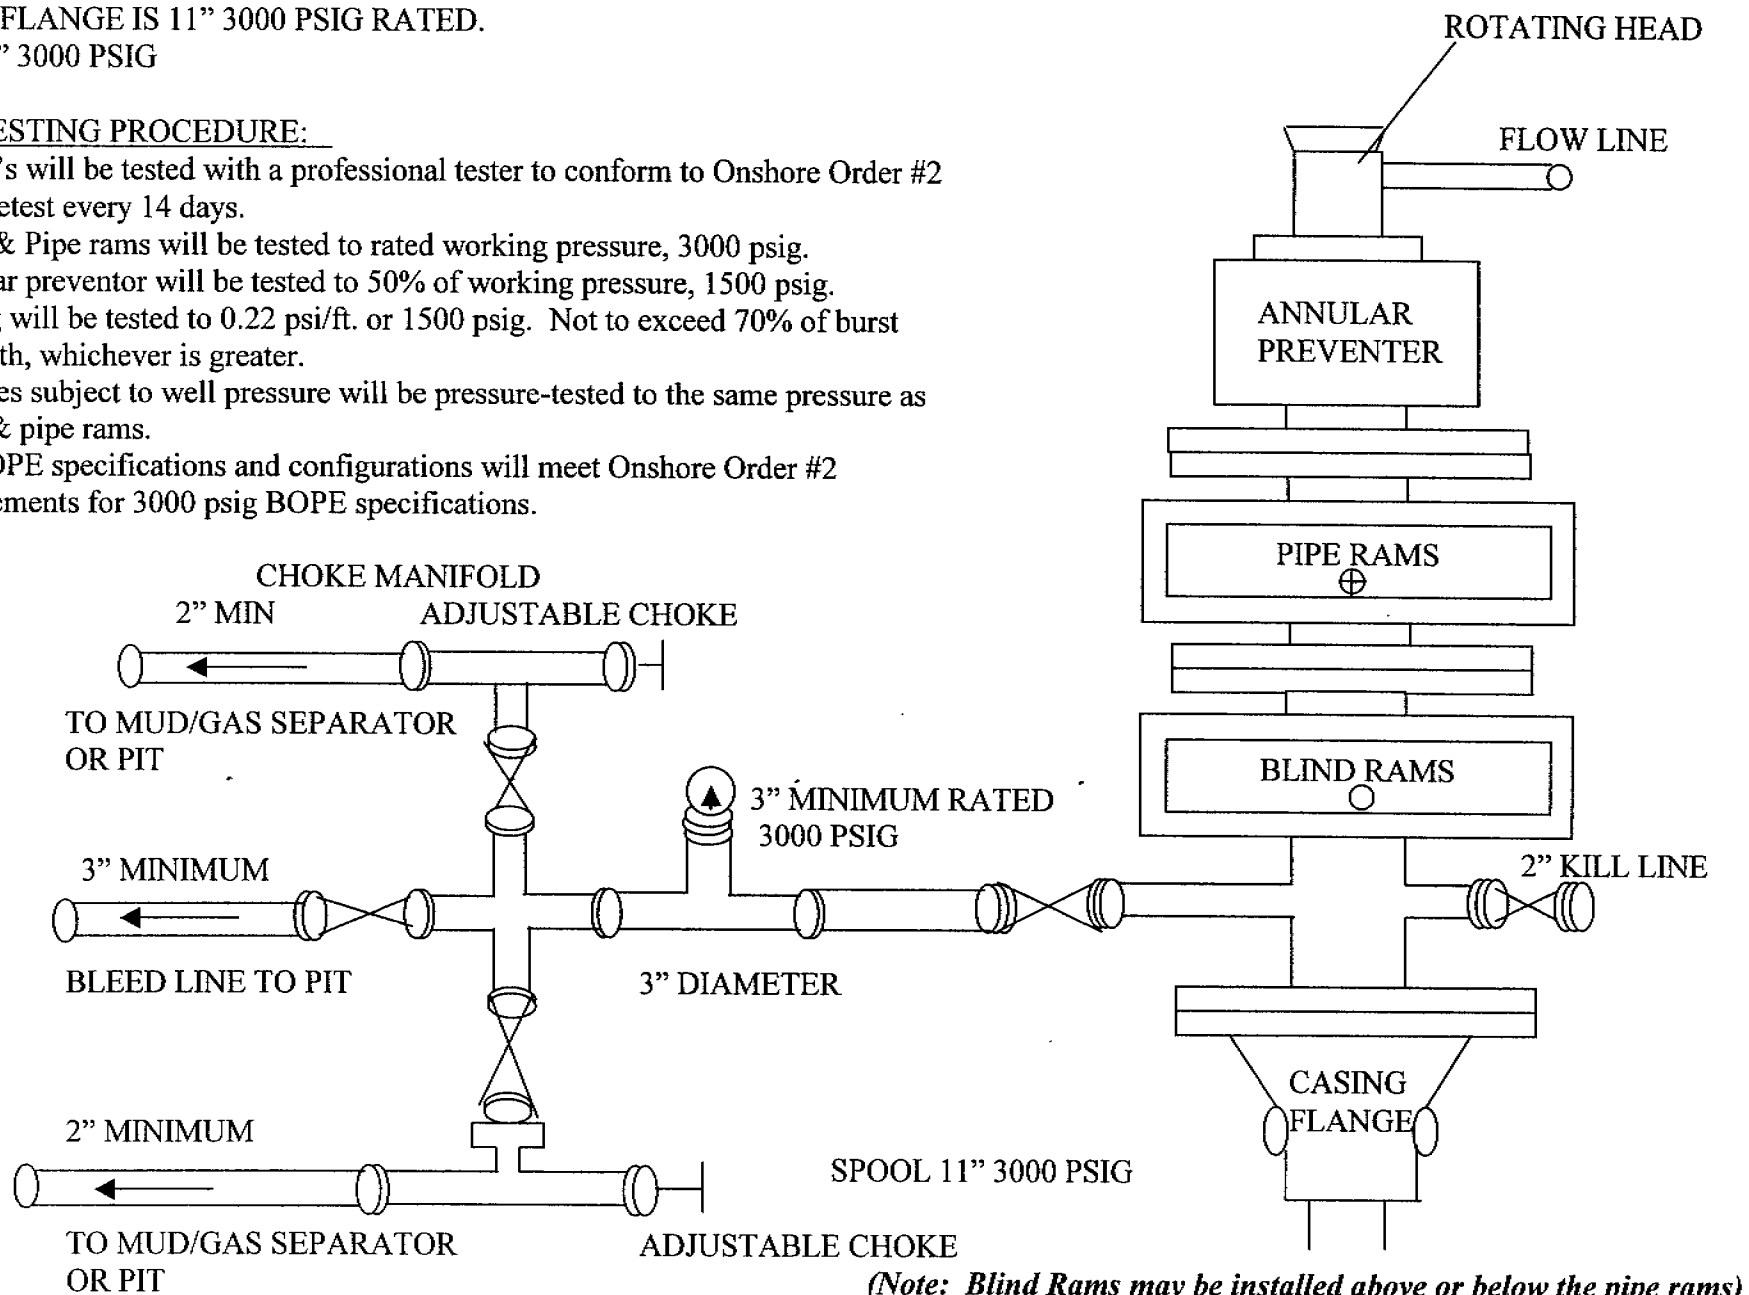 FLANGE IS 11” 3000 PSIG RATED.
” 3000 PSIG
ESTING PROCEDURE:
’s will be tested with a professional tester to conform to Onshore Order #2
etest every 14 days.
& Pipe rams will be tested to rated working pressure, 3000 psig.
ar preventor will be tested to 50% of working pressure, 1500 psig.
will be tested to 0.22 psi/ft. or 1500 psig. Not to exceed 70% of burst
th, whichever is greater.
es subject to well pressure will be pressure-tested to the same pressure as
& pipe rams.
OPE specifications and configurations will meet Onshore Order #2
ements for 3000 psig BOPE specifications.
ROTATING HEAD
FLOW LINE
ANNULAR
PREVENTER
PIPE RAMS
BLIND RAMS
2” KILL LINE
CASING
FLANGE
CHOKE MANIFOLD
2” MIN
ADJUSTABLE CHOKE
TO MUD/GAS SEPARATOR
OR PIT
3” MINIMUM RATED
3000 PSIG
3” MINIMUM
BLEED LINE TO PIT
3” DIAMETER
2” MINIMUM
SPOOL 11” 3000 PSIG
TO MUD/GAS SEPARATOR
OR PIT
ADJUSTABLE CHOKE
(Note: Blind Rams may be installed above or below the pipe rams)